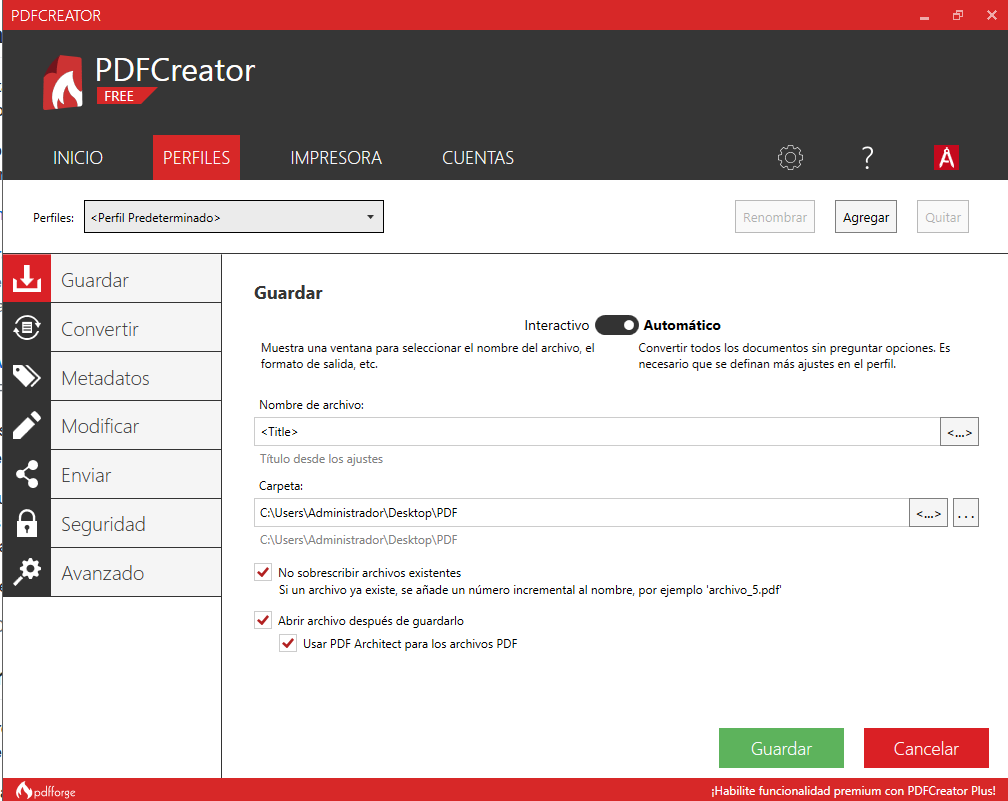 PDFCREATOR
PDFCreator
FREE
INICIO PERFILES IMPRESORA CUENTAS ?
Perfiles: <Perfil Predeterminado> Renombrar Agregar Quitar
Guardar
Convertir
Metadatos
Modificar
Enviar
Seguridad
Avanzado
Guardar
Interactivo Automático
Muestra una ventana para seleccionar el nombre del archivo, el
formato de salida, etc.
Convertir todos los documentos sin preguntar opciones. Es
necesario que se definan más ajustes en el perfil.
Nombre de archivo:
<Title> <...>
Título desde los ajustes
Carpeta:
C:\Users\Administrador\Desktop\PDF <...> ...
C:\Users\Administrador\Desktop\PDF
No sobrescribir archivos existentes
Si un archivo ya existe, se añade un número incremental al nombre, por ejemplo 'archivo_5.pdf'
Abrir archivo después de guardarlo
Usar PDF Architect para los archivos PDF
Guardar Cancelar
pdfforge ¡Habilite funcionalidad premium con PDFCreator Plus!